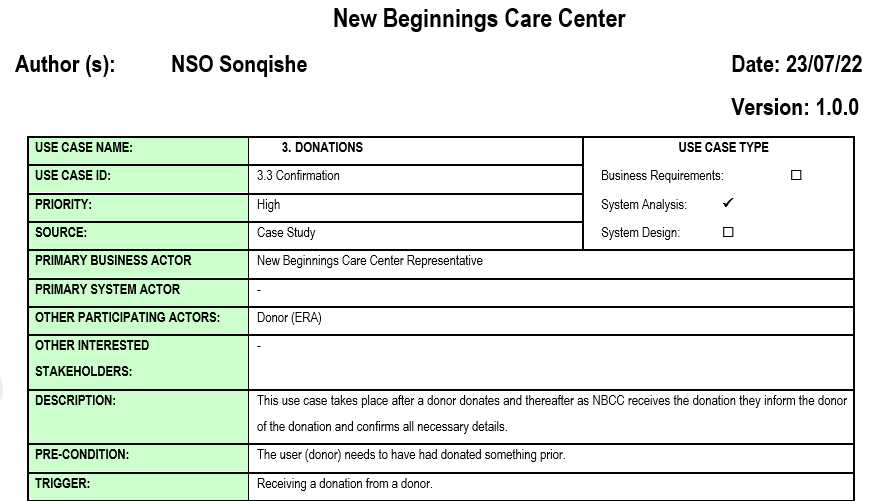 New Beginnings Care Center
Author (s): NSO Sonqishe
Date: 23/07/22
Version: 1.0.0
USE CASE NAME: 3. DONATIONS
USE CASE TYPE
USE CASE ID: 3.3 Confirmation
Business Requirements: ☐
PRIORITY: High
System Analysis: ✓
SOURCE: Case Study
System Design: ☐
PRIMARY BUSINESS ACTOR New Beginnings Care Center Representative
PRIMARY SYSTEM ACTOR -
OTHER PARTICIPATING ACTORS: Donor (ERA)
OTHER INTERESTED -
STAKEHOLDERS:
DESCRIPTION: This use case takes place after a donor donates and thereafter as NBCC receives the donation they inform the donor
of the donation and confirms all necessary details.
PRE-CONDITION: The user (donor) needs to have had donated something prior.
TRIGGER: Receiving a donation from a donor.